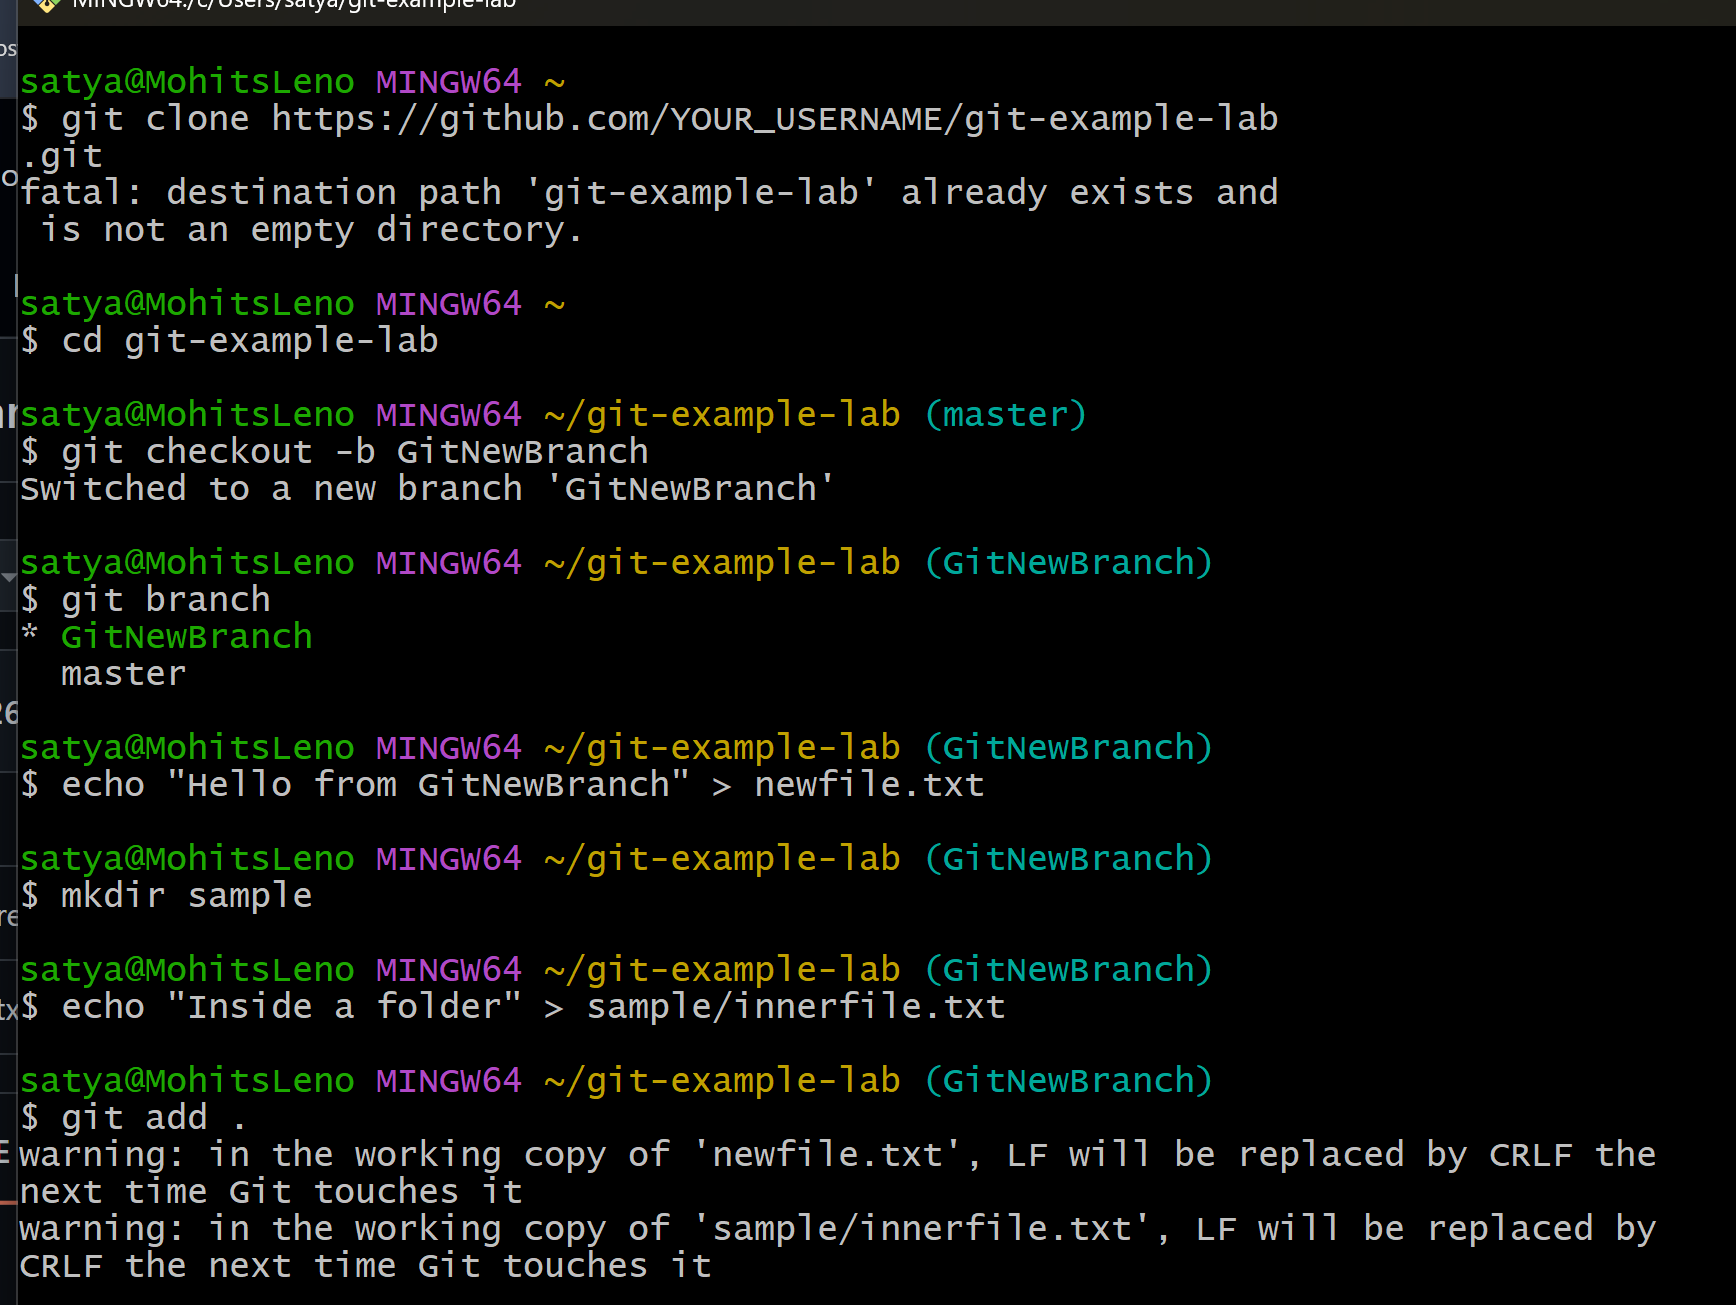 MINGW64:/c/Users/satya/git-example-lab
satya@MohitsLeno MINGW64 ~
$ git clone https://github.com/YOUR_USERNAME/git-example-lab
.git
fatal: destination path 'git-example-lab' already exists and
 is not an empty directory.
satya@MohitsLeno MINGW64 ~
$ cd git-example-lab
satya@MohitsLeno MINGW64 ~/git-example-lab (master)
$ git checkout -b GitNewBranch
Switched to a new branch 'GitNewBranch'
satya@MohitsLeno MINGW64 ~/git-example-lab (GitNewBranch)
$ git branch
* GitNewBranch
  master
satya@MohitsLeno MINGW64 ~/git-example-lab (GitNewBranch)
$ echo "Hello from GitNewBranch" > newfile.txt
satya@MohitsLeno MINGW64 ~/git-example-lab (GitNewBranch)
$ mkdir sample
satya@MohitsLeno MINGW64 ~/git-example-lab (GitNewBranch)
$ echo "Inside a folder" > sample/innerfile.txt
satya@MohitsLeno MINGW64 ~/git-example-lab (GitNewBranch)
$ git add .
warning: in the working copy of 'newfile.txt', LF will be replaced by CRLF the
next time Git touches it
warning: in the working copy of 'sample/innerfile.txt', LF will be replaced by
CRLF the next time Git touches it